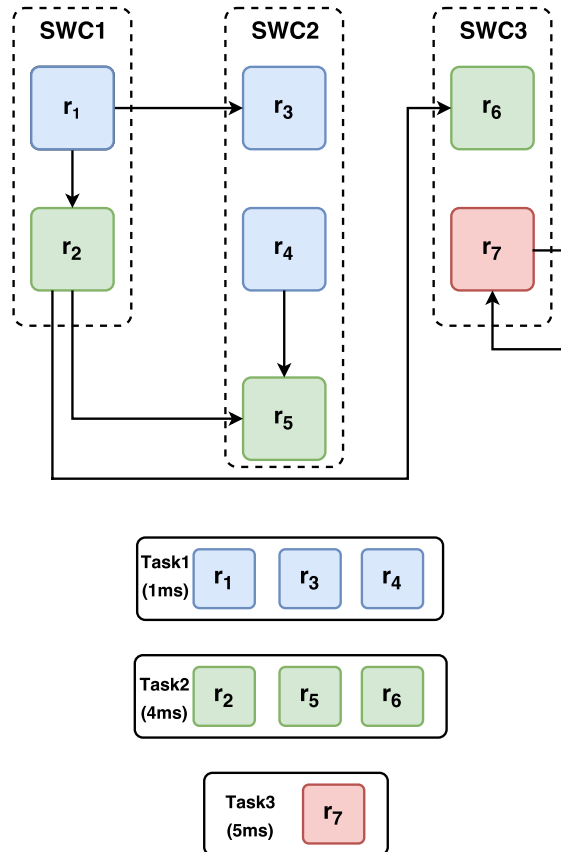 SWC1 SWC2 SWC3
r1 r3 r6
r2 r4 r7
r5
Task1
(1ms) r1 r3 r4
Task2
(4ms) r2 r5 r6
Task3
(5ms) r7